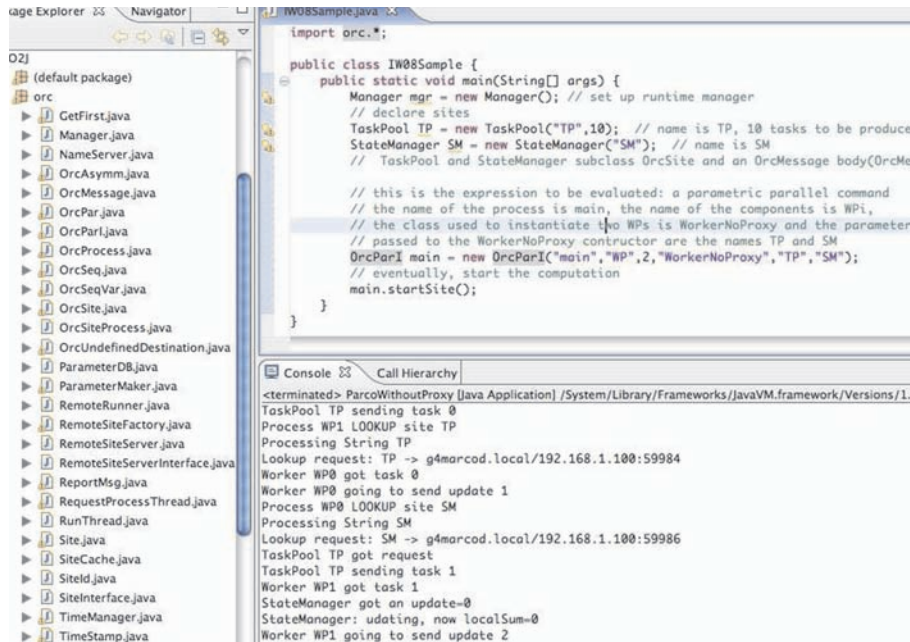 Package Explorer Navigator
O2J
(default package)
orc
GetFirst.java
Manager.java
NameServer.java
OrcAsymm.java
OrcMessage.java
OrcPar.java
OrcParI.java
OrcProcess.java
OrcSeq.java
OrcSeqVar.java
OrcSite.java
OrcSiteProcess.java
OrcUndefinedDestination.java
ParameterDB.java
ParameterMaker.java
RemoteRunner.java
RemoteSiteFactory.java
RemoteSiteServer.java
RemoteSiteServerInterface.java
ReportMsg.java
RequestProcessThread.java
RunThread.java
Site.java
SiteCache.java
SiteId.java
SiteInterface.java
TimeManager.java
TimeStamp.java
IW08Sample.java
import orc.*;
public class IW08Sample {
public static void main(String[] args) {
Manager mgr = new Manager(); // set up runtime manager
// declare sites
TaskPool TP = new TaskPool("TP",10); // name is TP, 10 tasks to be produce
StateManager SM = new StateManager("SM"); // name is SM
// TaskPool and StateManager subclass OrcSite and an OrcMessage body(OrcMe
// this is the expression to be evaluated: a parametric parallel command
// the name of the process is main, the name of the components is WPi,
// the class used to instantiate two WPs is WorkerNoProxy and the parameter
// passed to the WorkerNoProxy contructor are the names TP and SM
OrcParI main = new OrcParI("main","WP",2,"WorkerNoProxy","TP","SM");
// eventually, start the computation
main.startSite();
}
}
Console Call Hierarchy
<terminated> ParcoWithoutProxy [Java Application] /System/Library/Frameworks/JavaVM.framework/Versions/1.
TaskPool TP sending task 0
Process WP1 LOOKUP site TP
Processing String TP
Lookup request: TP -> g4marcod.local/192.168.1.100:59984
Worker WP0 got task 0
Worker WP0 going to send update 1
Process WP0 LOOKUP site SM
Processing String SM
Lookup request: SM -> g4marcod.local/192.168.1.100:59986
TaskPool TP got request
TaskPool TP sending task 1
Worker WP1 got task 1
StateManager got an update=0
StateManager: udating, now localSum=0
Worker WP1 going to send update 2